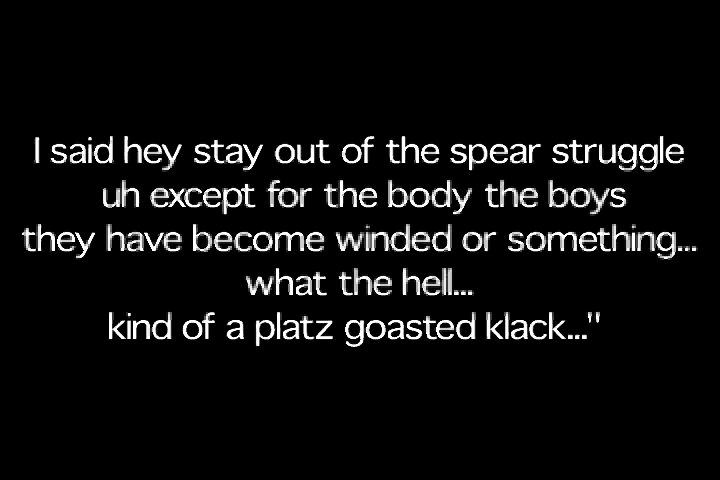 I said hey stay out of the spear struggle
uh except for the body the boys
they have become winded or something...
what the hell...
kind of a platz goasted klack..."